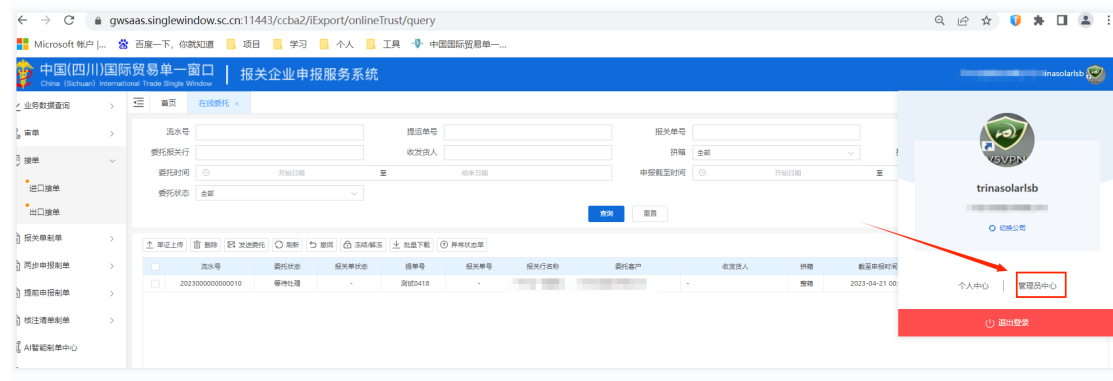 gwsaas.singlewindow.sc.cn:11443/ccba2/iExport/onlineTrust/query
Microsoft 帐户 |... 百度一下，你就知道 项目 学习 个人 工具 中国国际贸易单一...
中国(四川)国际贸易单一窗口 报关企业申报服务系统
China (Sichuan) International Trade Single Window
inasolarlsb
业务数据查询 首页 在线委托 ×
审单
接单
进口接单
出口接单
报关单制单
两步申报制单
提前申报制单
核注清单制单
AI智能制单中心
流水号 提运单号 报关单号
委托报关行 收发货人 拼箱 全部
委托时间 开始日期 至 结束日期 申报截至时间 开始日期 至
委托状态 全部
查询 重置
单证上传 删除 发送委托 刷新 撤回 冻结/解冻 批量下载 异常状态单
流水号 委托状态 报关单状态 提单号 报关单号 报关行名称 委托客户 收发货人 拼箱 截至申报时间
2023000000000010 等待处理 - 测试0418 - - 整箱 2023-04-21 00:
V5VPN
trinasolarlsb
切换公司
个人中心 | 管理员中心
退出登录